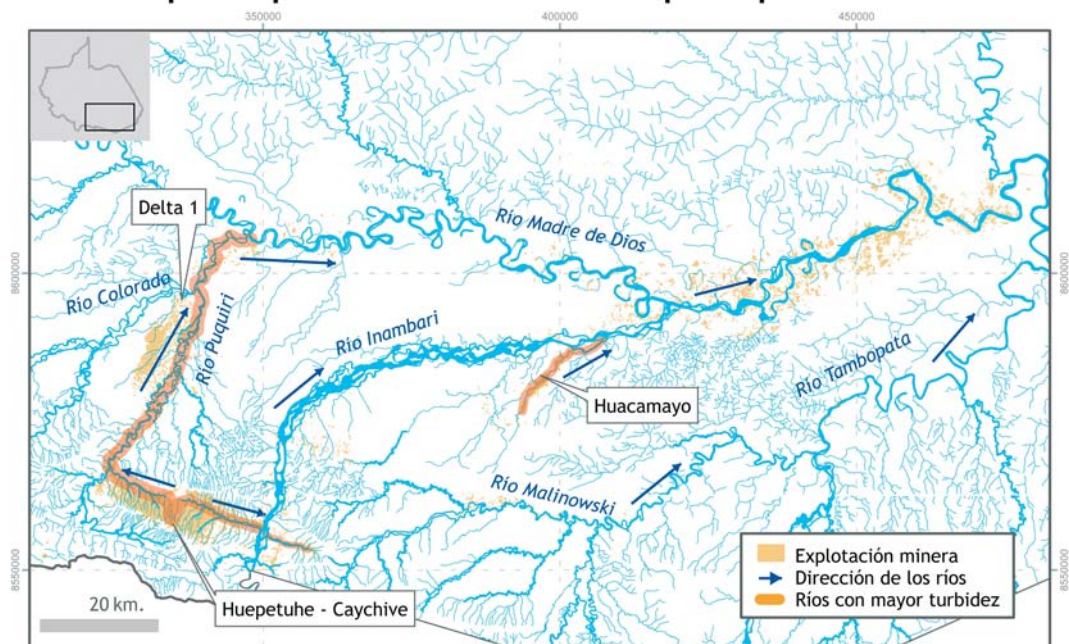 350000
400000
450000
Delta 1
Río Madre de Dios
8600000
8600000
Río Colorado
Río Puquiri
Río Inambari
Río Tambopata
Huacamayo
Río Malinowski
8550000
8550000
20 km.
Huepetuhe - Caychive
Explotación minera
Dirección de los ríos
Ríos con mayor turbidez